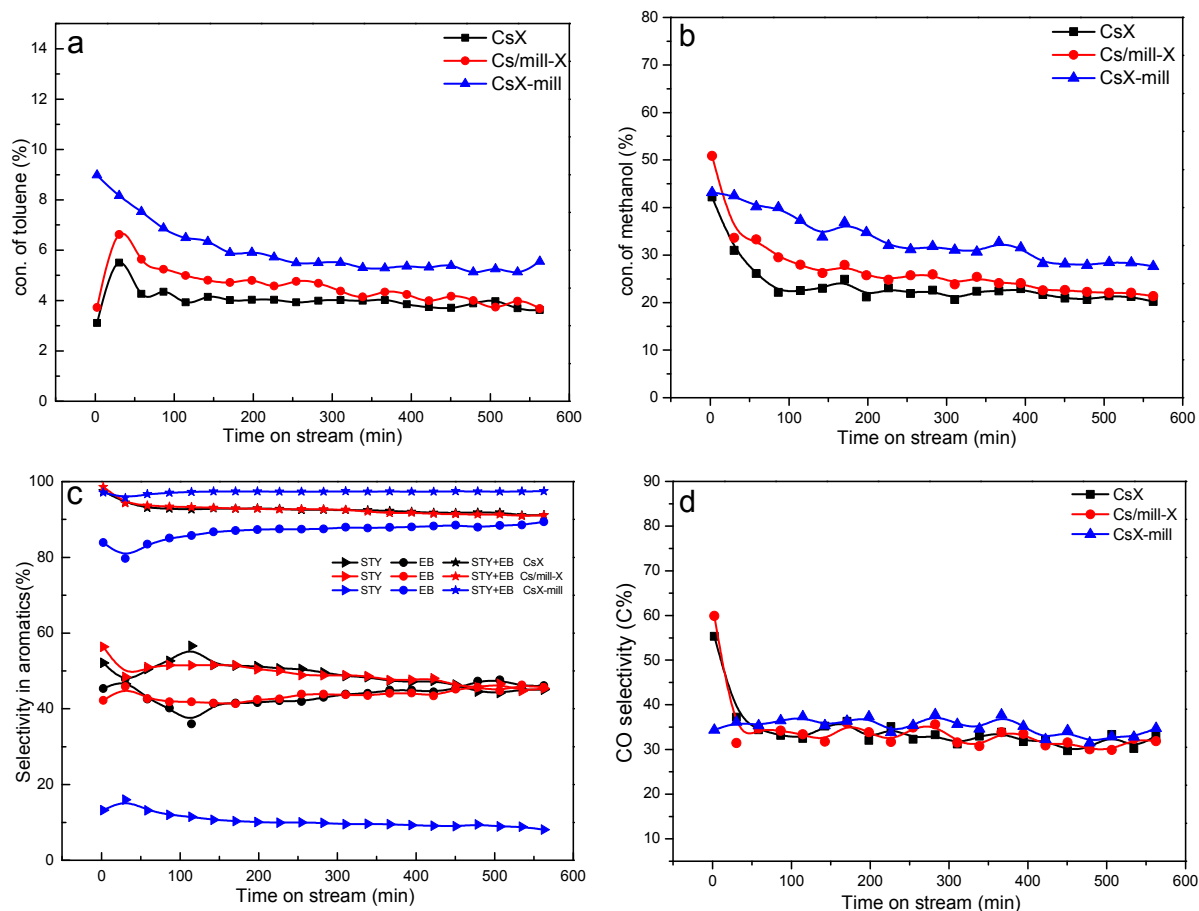 a
CsX
Cs/mill-X
CsX-mill
14
12
10
8
6
4
2
0
con. of toluene (%)
0 100 200 300 400 500 600
Time on stream (min)
b
CsX
Cs/mill-X
CsX-mill
80
70
60
50
40
30
20
10
0
con.of methanol (%)
0 100 200 300 400 500 600
Time on stream (min)
c
100
80
60
40
20
0
Selectivity in aromatics(%)
STY EB STY+EB CsX
STY EB STY+EB Cs/mill-X
STY EB STY+EB CsX-mill
0 100 200 300 400 500 600
Time on stream (min)
d
CsX
Cs/mill-X
CsX-mill
90
80
70
60
50
40
30
20
10
CO selectivity (C%)
0 100 200 300 400 500 600
Time on stream (min)